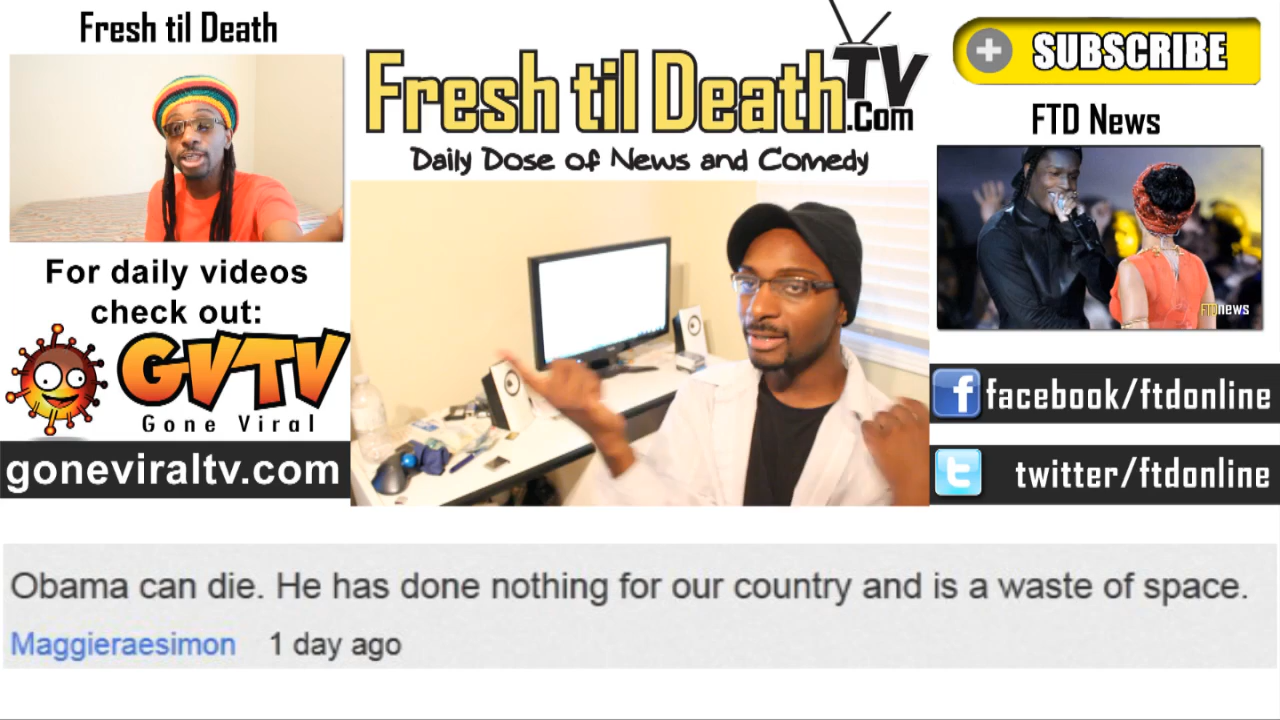 Fresh til Death
Fresh til Death TV
.Com
Daily Dose of News and Comedy
SUBSCRIBE
FTD News
FTDnews
For daily videos
check out:
GVTV
Gone Viral
goneviraltv.com
facebook/ftdonline
twitter/ftdonline
Obama can die. He has done nothing for our country and is a waste of space.
Maggieraesimon 1 day ago